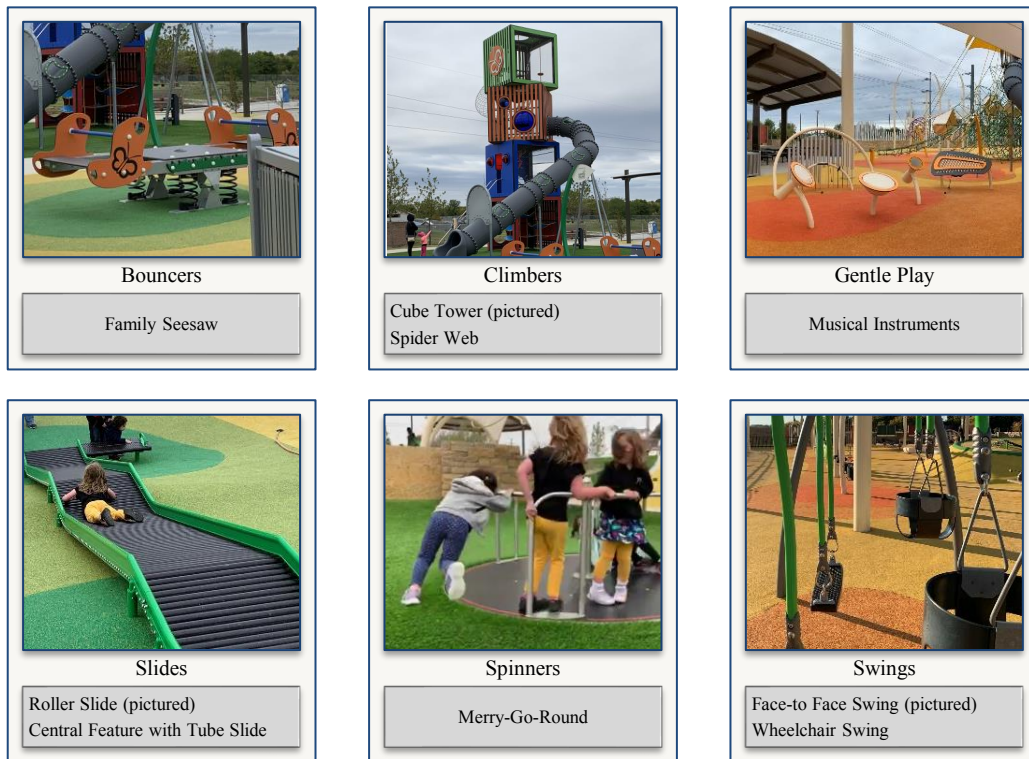 Bouncers
Family Seesaw
Climbers
Cube Tower (pictured)
Spider Web
Gentle Play
Musical Instruments
Slides
Roller Slide (pictured)
Central Feature with Tube Slide
Spinners
Merry-Go-Round
Swings
Face-to Face Swing (pictured)
Wheelchair Swing